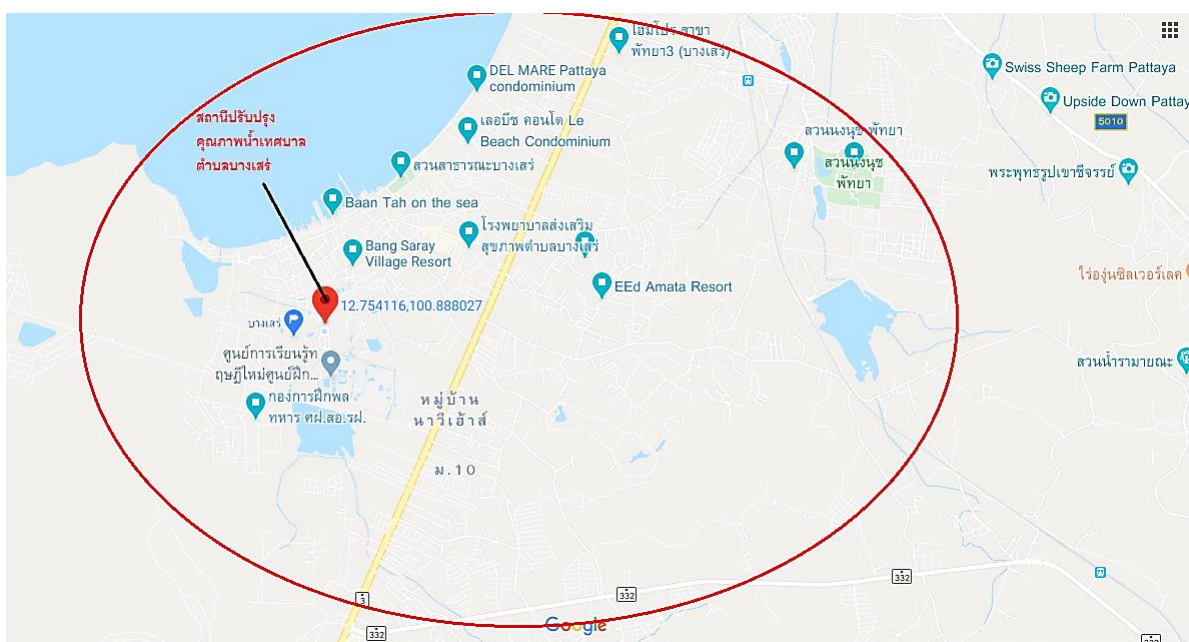 โฮมโปร สาขา
พัทยา3 (บางเสร่)
DEL MARE Pattaya
condominium
Swiss Sheep Farm Pattaya
Upside Down Pattay
5010
สถานีปรับปรุง
คุณภาพน้ำเทศบาล
ตำบลบางเสร่
เลอบีช คอนโด Le
Beach Condominium
สวนนงนุช พัทยา
สวนสาธารณะบางเสร่
สวนนงนุช
พัทยา
พระพุทธรูปเขาชีจรรย์
Baan Tah on the sea
โรงพยาบาลส่งเสริม
สุขภาพตำบลบางเสร่
Bang Saray
Village Resort
ไร่องุ่นซิลเวอร์เลค
EEd Amata Resort
12.754116,100.888027
บางเสร่
ศูนย์การเรียนรู้ท
ฤษฎีใหม่ศูนย์ฝึก...
สวนน้ำรามายณะ
กองการฝึกพล
ทหาร ศฝ.สอ.รฝ.
หมู่บ้าน
นาวีเฮ้าส์
ม.10
332
332
3
Google
332
332